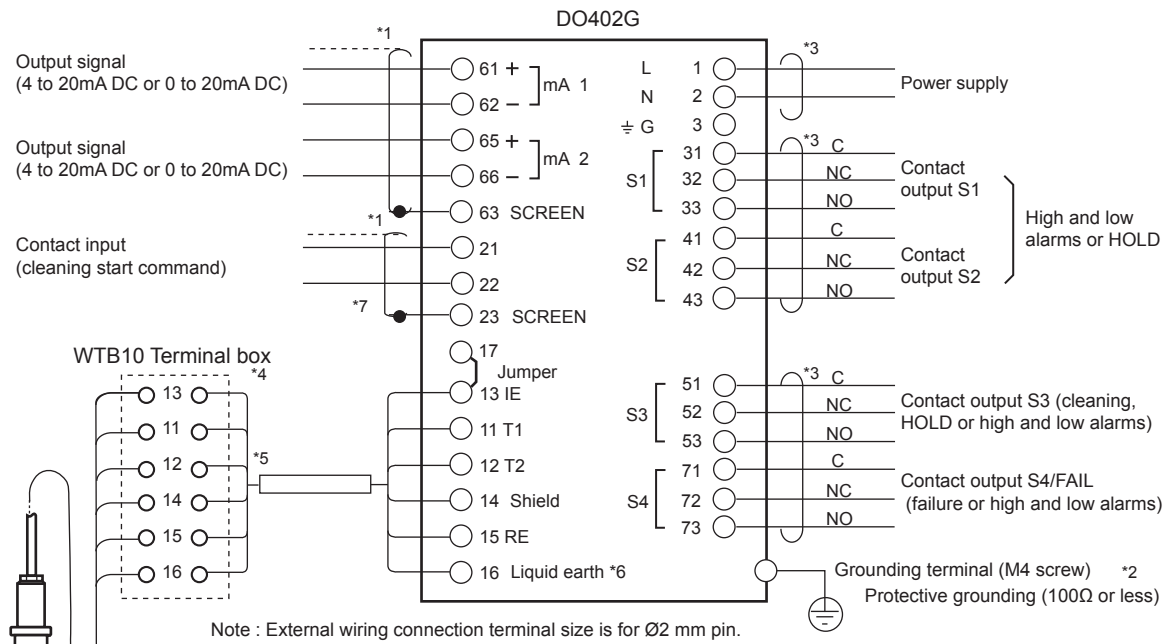 DO402G
*1
Output signal
(4 to 20mA DC or 0 to 20mA DC)
61 +
62 −
mA 1
Output signal
(4 to 20mA DC or 0 to 20mA DC)
65 +
66 −
mA 2
63 SCREEN
*1
Contact input
(cleaning start command)
21
22
*7
23 SCREEN
17
Jumper
13 IE
11 T1
12 T2
14 Shield
15 RE
16 Liquid earth *6
WTB10 Terminal box
*4
13
11
12
*5
14
15
16
L 1
N 2
G 3
*3
Power supply
S1
31
32
33
*3
C
NC
NO
Contact
output S1
S2
41
42
43
C
NC
NO
Contact
output S2
High and low
alarms or HOLD
S3
51
52
53
*3
C
NC
NO
Contact output S3 (cleaning,
HOLD or high and low alarms)
S4
71
72
73
C
NC
NO
Contact output S4/FAIL
(failure or high and low alarms)
Grounding terminal (M4 screw) *2
Protective grounding (100Ω or less)
Note : External wiring connection terminal size is for Ø2 mm pin.